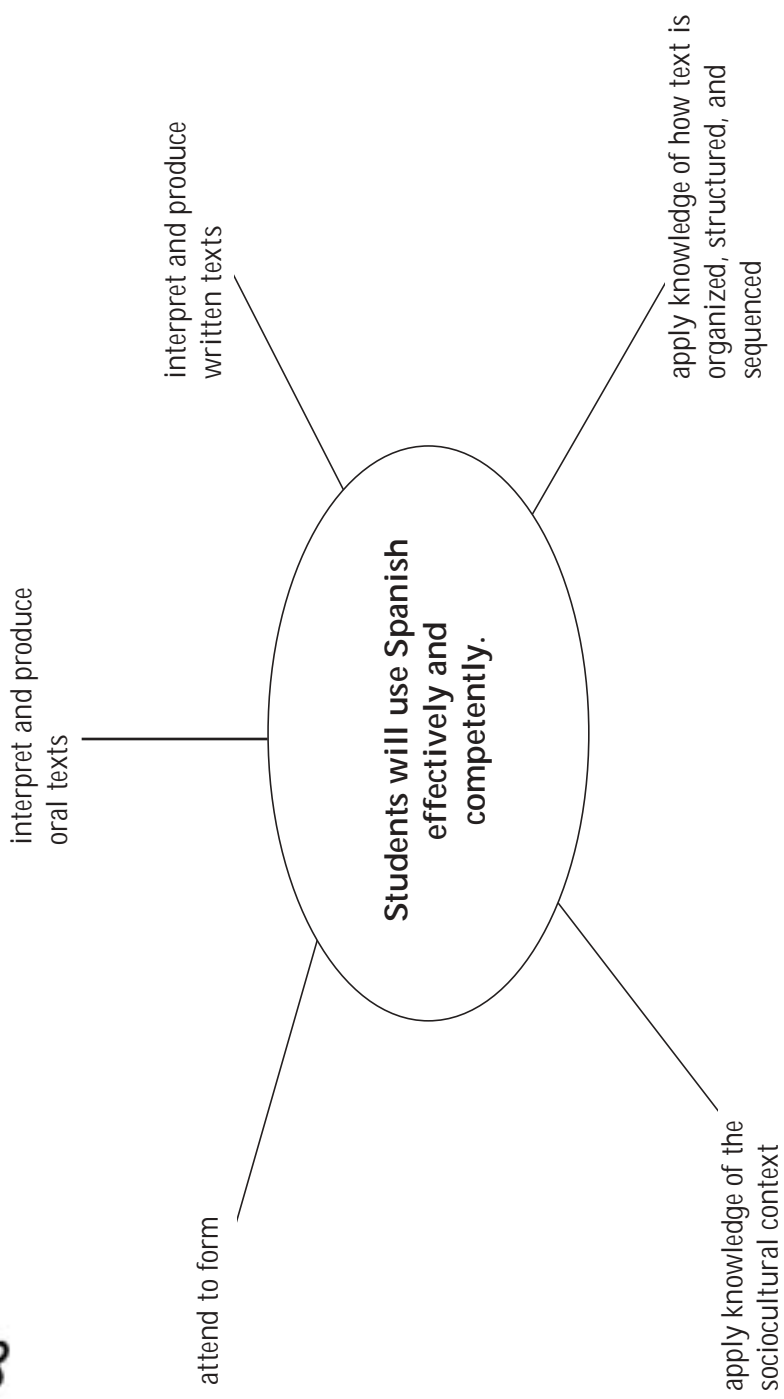 interpret and produce
oral texts
attend to form
interpret and produce
written texts
Students will use Spanish
effectively and
competently.
apply knowledge of the
sociocultural context
apply knowledge of how text is
organized, structured, and
sequenced